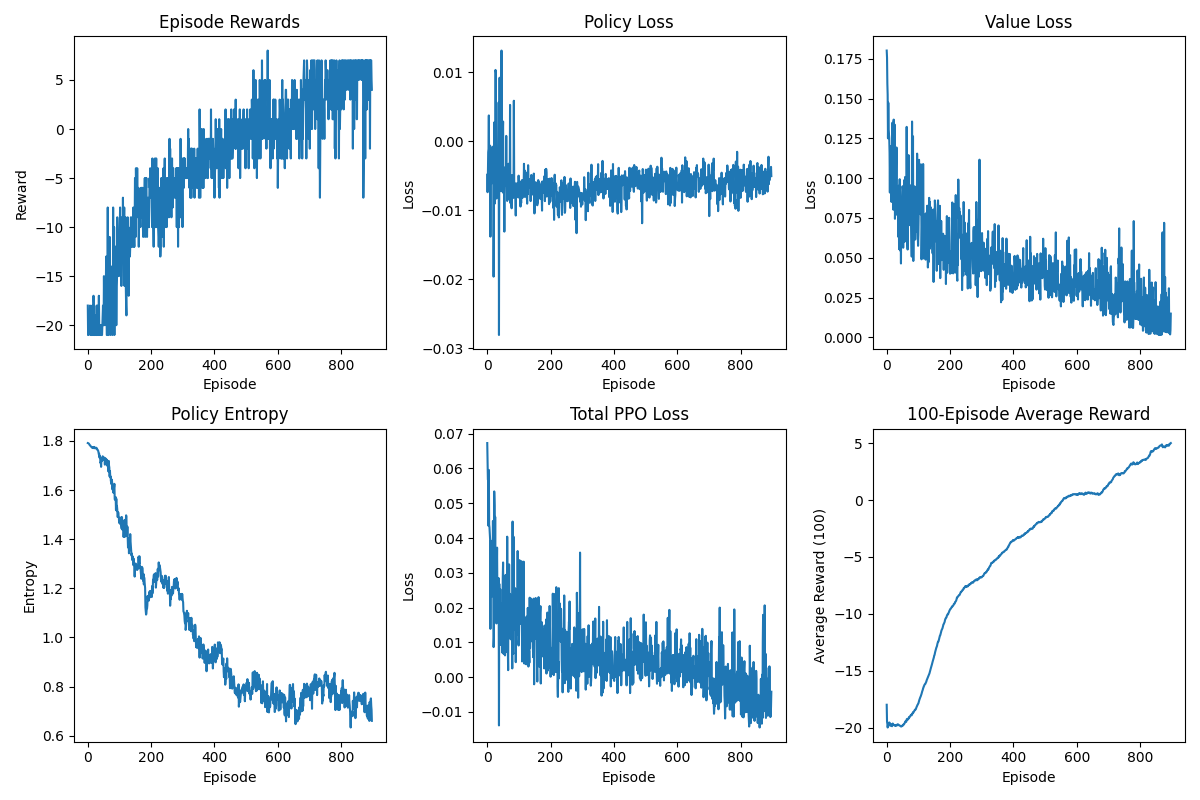 Episode Rewards
Reward
5
0
−5
−10
−15
−20
0 200 400 600 800
Episode
Policy Loss
Loss
0.01
0.00
−0.01
−0.02
−0.03
0 200 400 600 800
Episode
Value Loss
Loss
0.175
0.150
0.125
0.100
0.075
0.050
0.025
0.000
0 200 400 600 800
Episode
Policy Entropy
Entropy
1.8
1.6
1.4
1.2
1.0
0.8
0.6
0 200 400 600 800
Episode
Total PPO Loss
Loss
0.07
0.06
0.05
0.04
0.03
0.02
0.01
0.00
−0.01
0 200 400 600 800
Episode
100-Episode Average Reward
Average Reward (100)
5
0
−5
−10
−15
−20
0 200 400 600 800
Episode